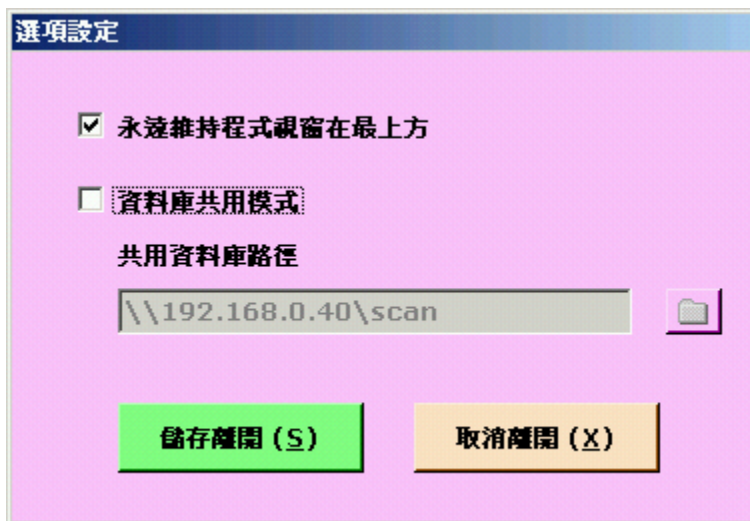 選項設定
永遠維持程式視窗在最上方
資料庫共用模式
共用資料庫路徑
\\192.168.0.40\scan
儲存離開 (S)
取消離開 (X)